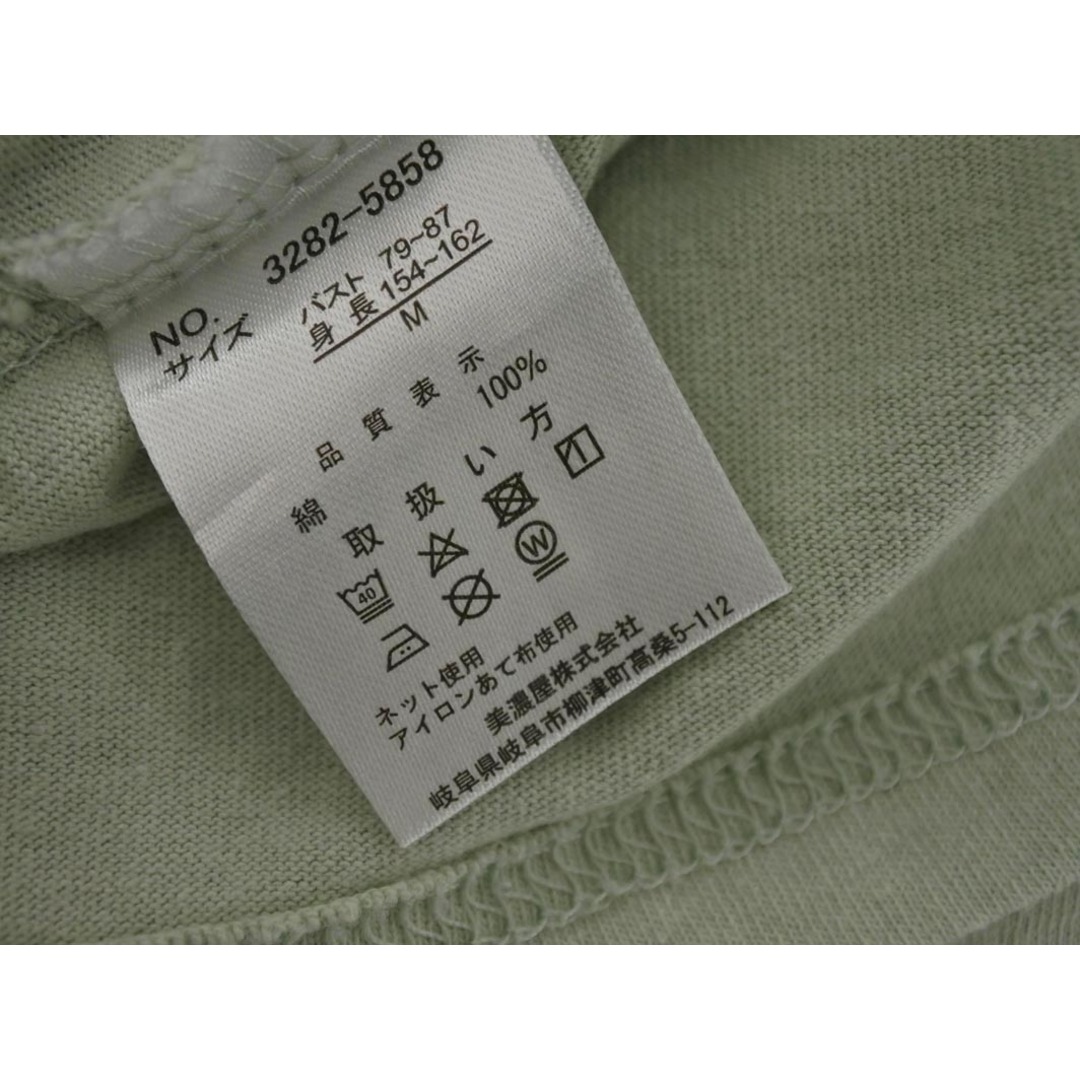 NO. 3282-5858
サイズ バスト 79~87
身 長 154~162
M
品 質 表 示
綿 100%
取 扱 い 方
40
W
ネット使用
アイロンあて布使用
美濃屋株式会社
岐阜県岐阜市柳津町高桑5-112